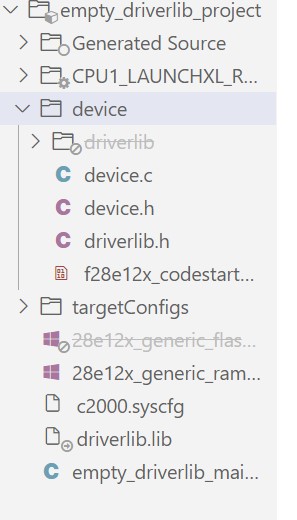 empty_driverlib_project
Generated Source
CPU1_LAUNCHXL_R...
device
driverlib
device.c
device.h
driverlib.h
f28e12x_codestart...
targetConfigs
28e12x_generic_flas...
28e12x_generic_ram...
c2000.syscfg
driverlib.lib
empty_driverlib_mai...